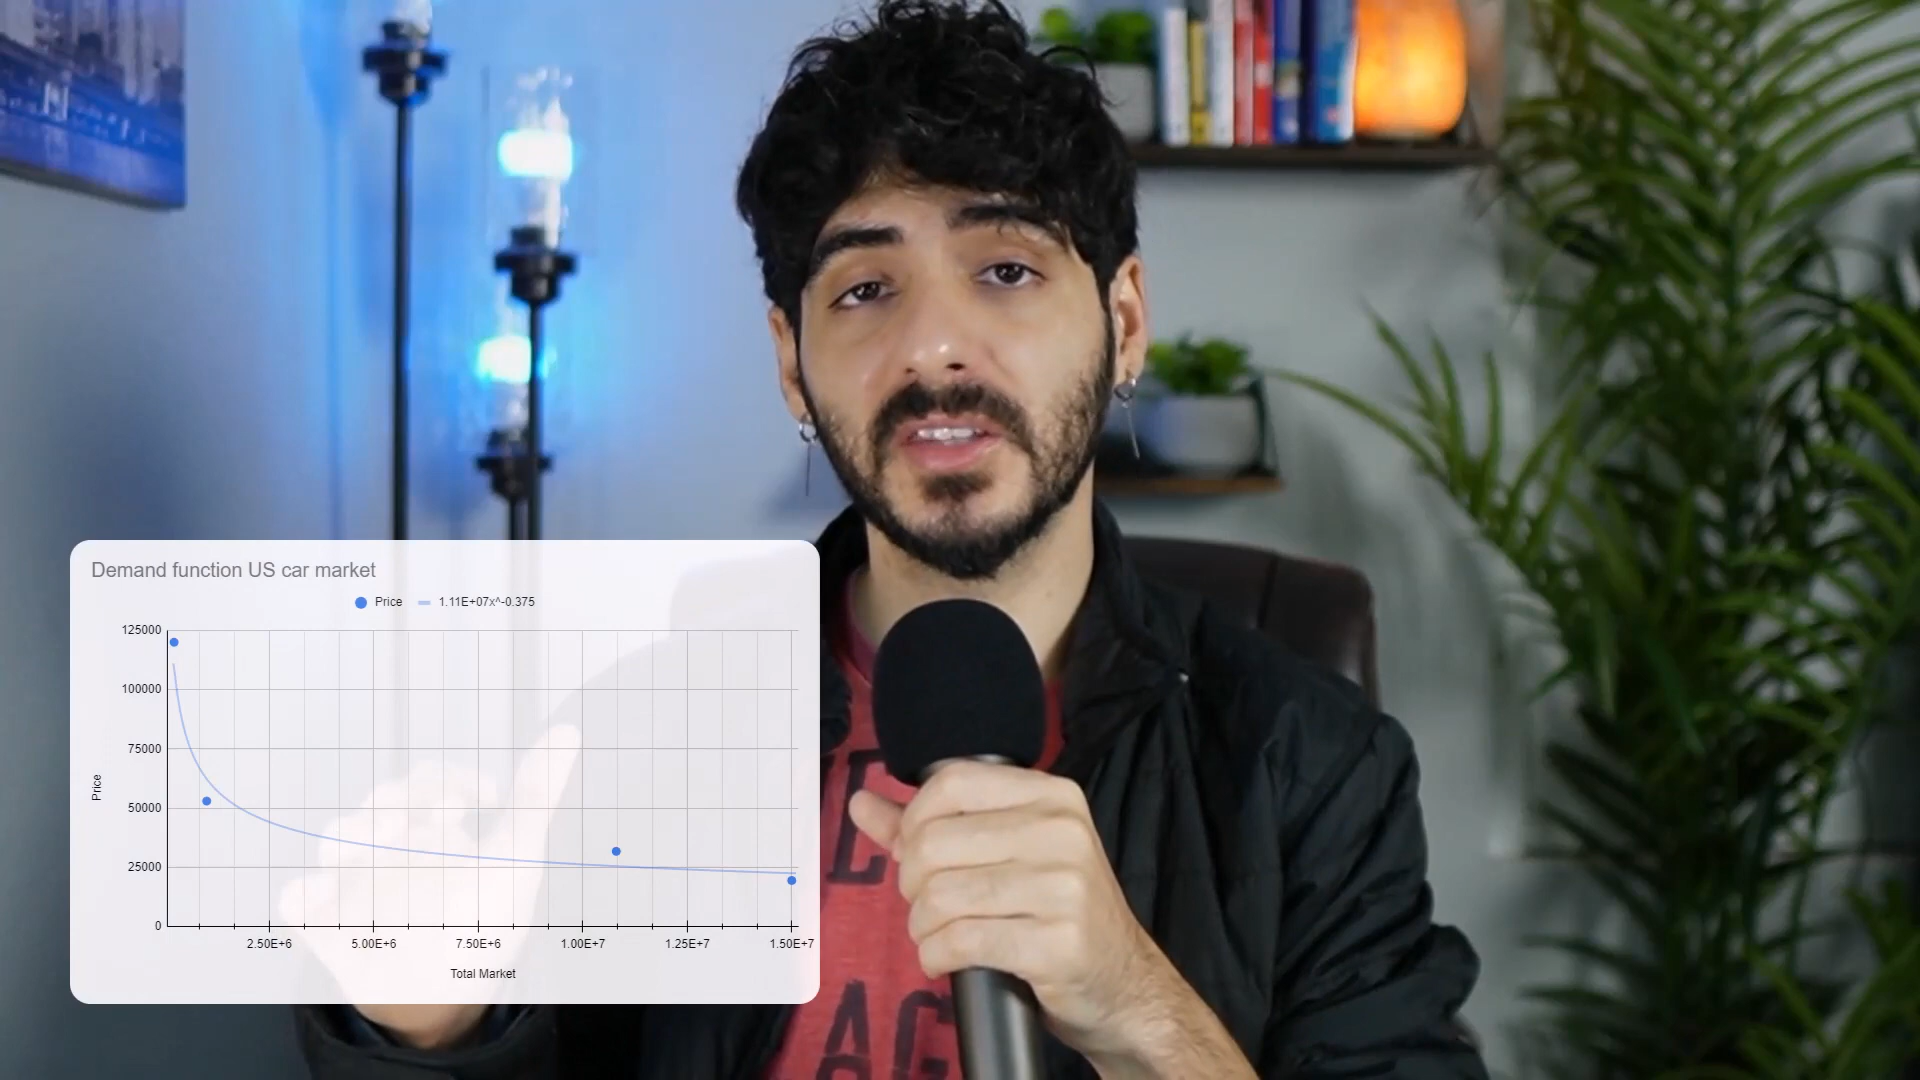 Demand function US car market
Price 1.11E+07x^-0.375
125000
100000
75000
50000
25000
0
Price
2.50E+6 5.00E+6 7.50E+6 1.00E+7 1.25E+7 1.50E+7
Total Market
AG